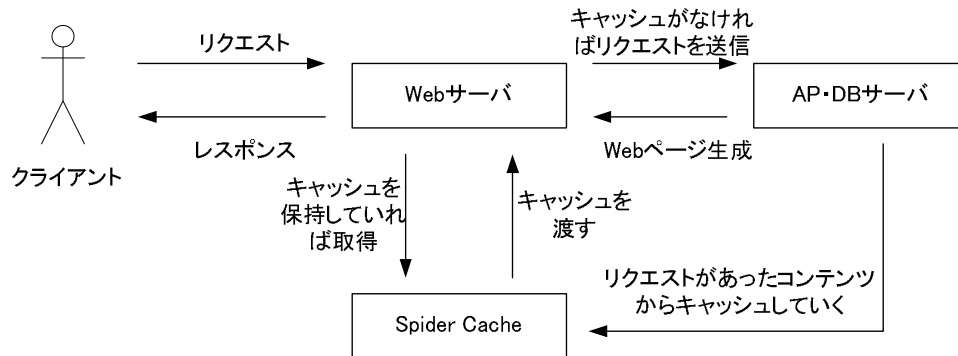 リクエスト
キャッシュがなけれ
ばリクエストを送信
Webサーバ
AP・DBサーバ
レスポンス
Webページ生成
クライアント
キャッシュを
保持していれ
ば取得
キャッシュを
渡す
リクエストがあったコンテンツ
からキャッシュしていく
Spider Cache